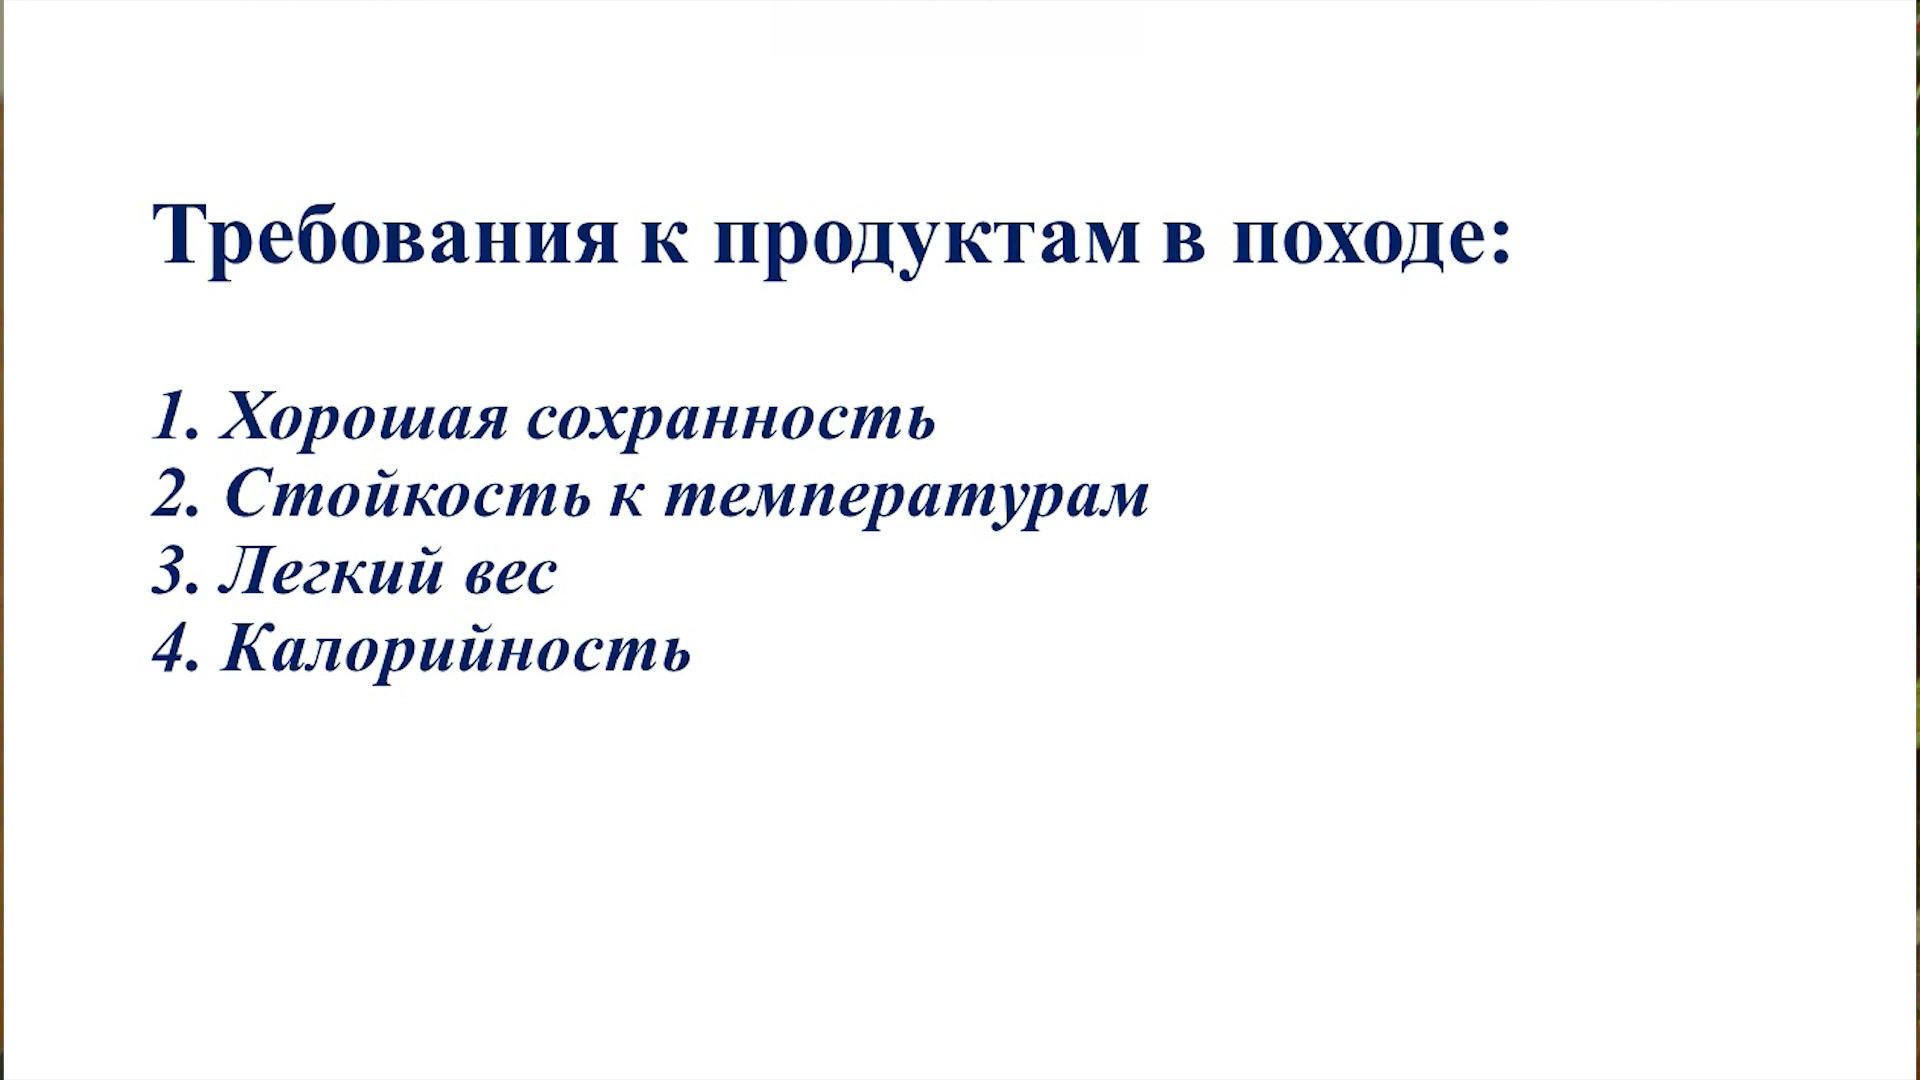 Требования к продуктам в походе:
1. Хорошая сохранность
2. Стойкость к температурам
3. Легкий вес
4. Калорийность